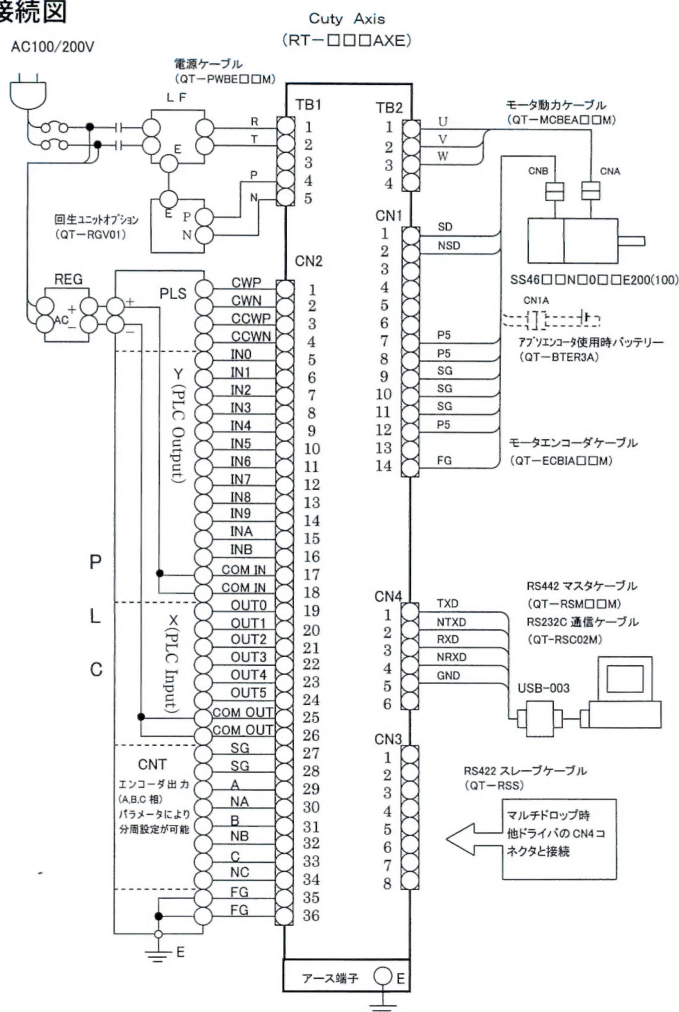 接続図
Cuty Axis
(RT-□□□AXE)
AC100/200V
電源ケーブル
(QT-PWBE□□M)
LF
E
R
T
E
P
N
P
N
回生ユニットオプション
(QT-RGV01)
REG
AC
+
-
+
-
TB1
1
2
3
4
5
TB2
1
2
3
4
U
V
W
モータ動力ケーブル
(QT-MCBEA□□M)
CNB
CNA
SS46□□N□0□□E200(100)
CN1A
アブソエンコータ使用時バッテリー
(QT-BTER3A)
モータエンコーダケーブル
(QT-ECBIA□□M)
CN1
1 SD
2 NSD
3
4
5
6
7 P5
8 P5
9 SG
10 SG
11 SG
12 P5
13
14 FG
CN2
PLS
CWP 1
CWN 2
CCWP 3
CCWN 4
Y (PLC Output)
IN0 5
IN1 6
IN2 7
IN3 8
IN4 9
IN5 10
IN6 11
IN7 12
IN8 13
IN9 14
INA 15
INB 16
COM IN 17
COM IN 18
P
L
C
X (PLC Input)
OUT0 19
OUT1 20
OUT2 21
OUT3 22
OUT4 23
OUT5 24
COM OUT 25
COM OUT 26
CNT
エンコーダ出力
(A,B,C 相)
パラメータにより
分周設定が可能
SG 27
SG 28
A 29
NA 30
B 31
NB 32
C 33
NC 34
FG 35
FG 36
E
CN4
1 TXD
2 NTXD
3 RXD
4 NRXD
5 GND
6
RS442 マスタケーブル
(QT-RSM□□M)
RS232C 通信ケーブル
(QT-RSC02M)
USB-003
CN3
1
2
3
4
5
6
7
8
RS422 スレーブケーブル
(QT-RSS)
マルチドロップ時
他ドライバのCN4コ
ネクタと接続
アース端子
E